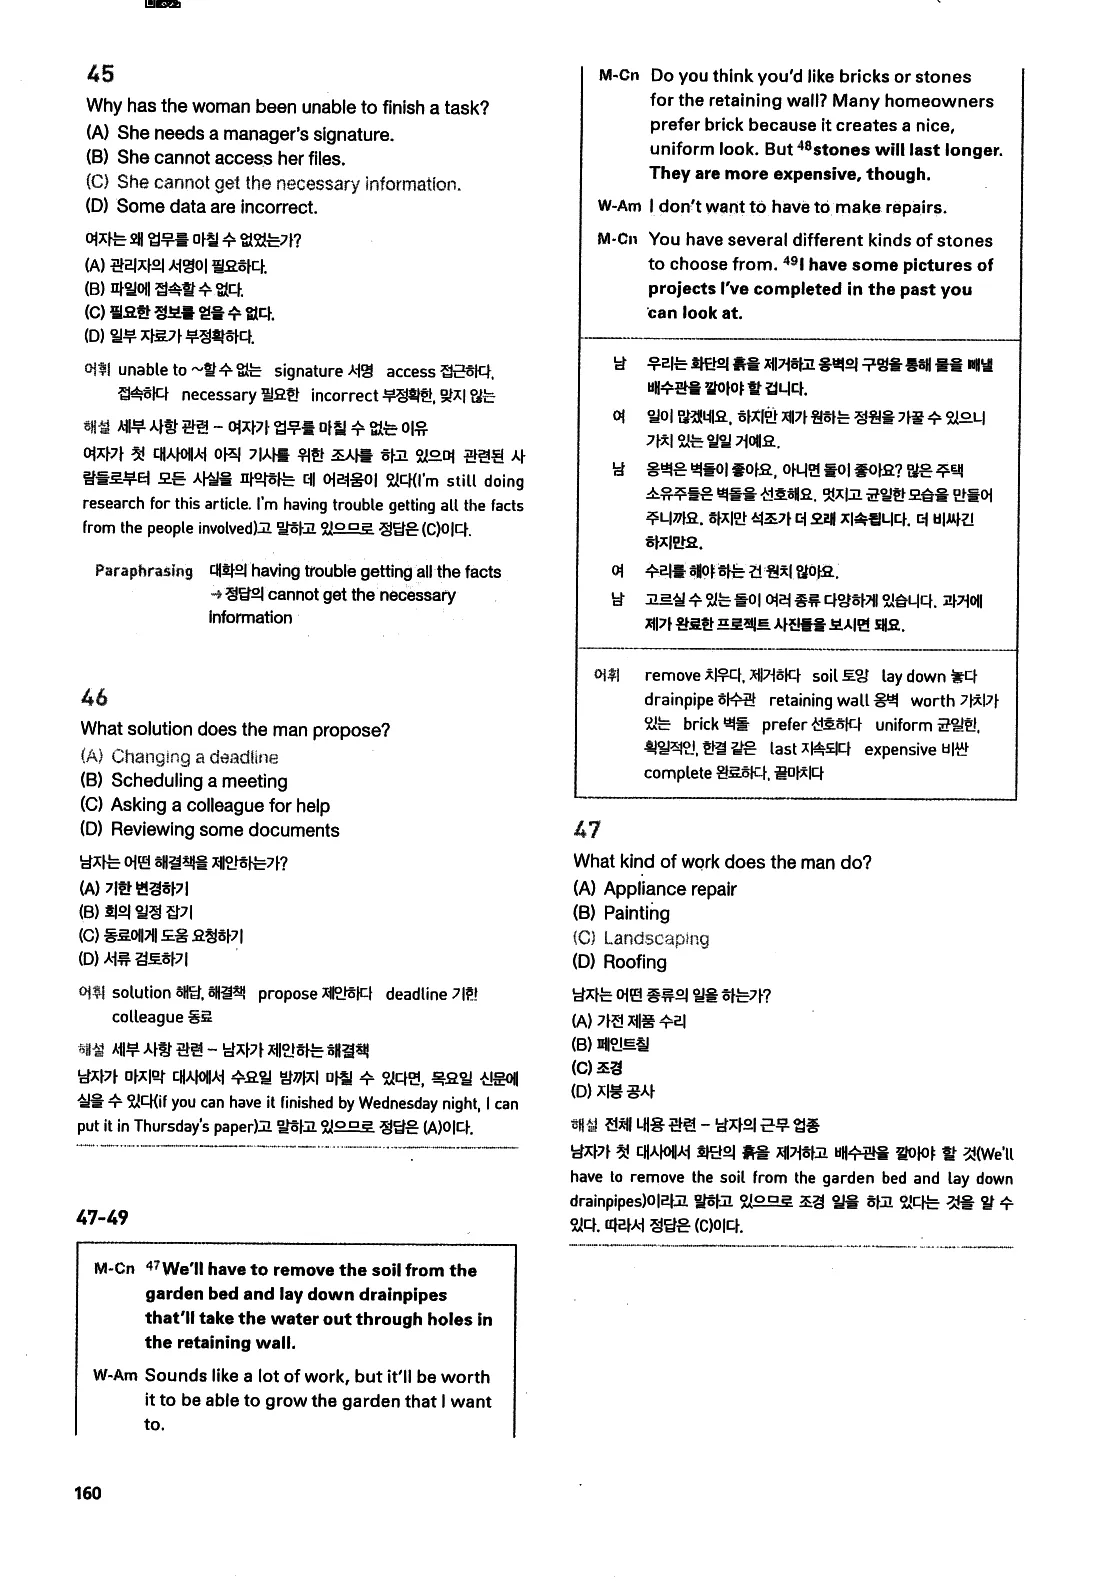 45
Why has the woman been unable to finish a task?
(A) She needs a manager's signature.
(B) She cannot access her files.
(C) She cannot get the necessary information.
(D) Some data are incorrect.
여자는 왜 업무를 마칠 수 없었는가?
(A) 관리자의 서명이 필요하다.
(B) 파일에 접속할 수 없다.
(C) 필요한 정보를 얻을 수 없다.
(D) 일부 자료가 부정확하다.
어휘 unable to ~할 수 없는 signature 서명 access 접근하다,
접속하다 necessary 필요한 incorrect 부정확한, 맞지 않는
해설 세부 사항 관련 – 여자가 업무를 마칠 수 없는 이유
여자가 첫 대사에서 아직 기사를 위한 조사를 하고 있으며 관련된 사
람들로부터 모든 사실을 파악하는 데 어려움이 있다(I'm still doing
research for this article. I'm having trouble getting all the facts
from the people involved)고 말하고 있으므로 정답은 (C)이다.
Paraphrasing 대화의 having trouble getting all the facts
→ 정답의 cannot get the necessary
information
46
What solution does the man propose?
(A) Changing a deadline
(B) Scheduling a meeting
(C) Asking a colleague for help
(D) Reviewing some documents
남자는 어떤 해결책을 제안하는가?
(A) 기한 변경하기
(B) 회의 일정 잡기
(C) 동료에게 도움 요청하기
(D) 서류 검토하기
어휘 solution 해답, 해결책 propose 제안하다 deadline 기한
colleague 동료
해설 세부 사항 관련 – 남자가 제안하는 해결책
남자가 마지막 대사에서 수요일 밤까지 마칠 수 있다면, 목요일 신문에
실을 수 있다(if you can have it finished by Wednesday night, I can
put it in Thursday's paper)고 말하고 있으므로 정답은 (A)이다.
47-49
M-Cn 47We'll have to remove the soil from the
garden bed and lay down drainpipes
that'll take the water out through holes in
the retaining wall.
W-Am Sounds like a lot of work, but it'll be worth
it to be able to grow the garden that I want
to.
160
M-Cn Do you think you'd like bricks or stones
for the retaining wall? Many homeowners
prefer brick because it creates a nice,
uniform look. But 48stones will last longer.
They are more expensive, though.
W-Am I don't want to have to make repairs.
M-Cn You have several different kinds of stones
to choose from. 49I have some pictures of
projects I've completed in the past you
can look at.
남 우리는 화단의 흙을 제거하고 옹벽의 구멍을 통해 물을 빼낼
배수관을 깔아야 할 겁니다.
여 일이 많겠네요. 하지만 제가 원하는 정원을 가꿀 수 있으니
가치 있는 일일 거예요.
남 옹벽은 벽돌이 좋아요, 아니면 돌이 좋아요? 많은 주택
소유주들은 벽돌을 선호해요. 멋지고 균일한 모습을 만들어
주니까요. 하지만 석조가 더 오래 지속됩니다. 더 비싸긴
하지만요.
여 수리를 해야 하는 건 원치 않아요.
남 고르실 수 있는 돌이 여러 종류 다양하게 있습니다. 과거에
제가 완료한 프로젝트 사진들을 보시면 돼요.
어휘 remove 치우다, 제거하다 soil 토양 lay down 놓다
drainpipe 하수관 retaining wall 옹벽 worth 가치가
있는 brick 벽돌 prefer 선호하다 uniform 균일한,
획일적인, 한결 같은 last 지속되다 expensive 비싼
complete 완료하다, 끝마치다
47
What kind of work does the man do?
(A) Appliance repair
(B) Painting
(C) Landscaping
(D) Roofing
남자는 어떤 종류의 일을 하는가?
(A) 가전 제품 수리
(B) 페인트칠
(C) 조경
(D) 지붕 공사
해설 전체 내용 관련 – 남자의 근무 업종
남자가 첫 대사에서 화단의 흙을 제거하고 배수관을 깔아야 할 것(We'll
have to remove the soil from the garden bed and lay down
drainpipes)이라고 말하고 있으므로 조경 일을 하고 있다는 것을 알 수
있다. 따라서 정답은 (C)이다.